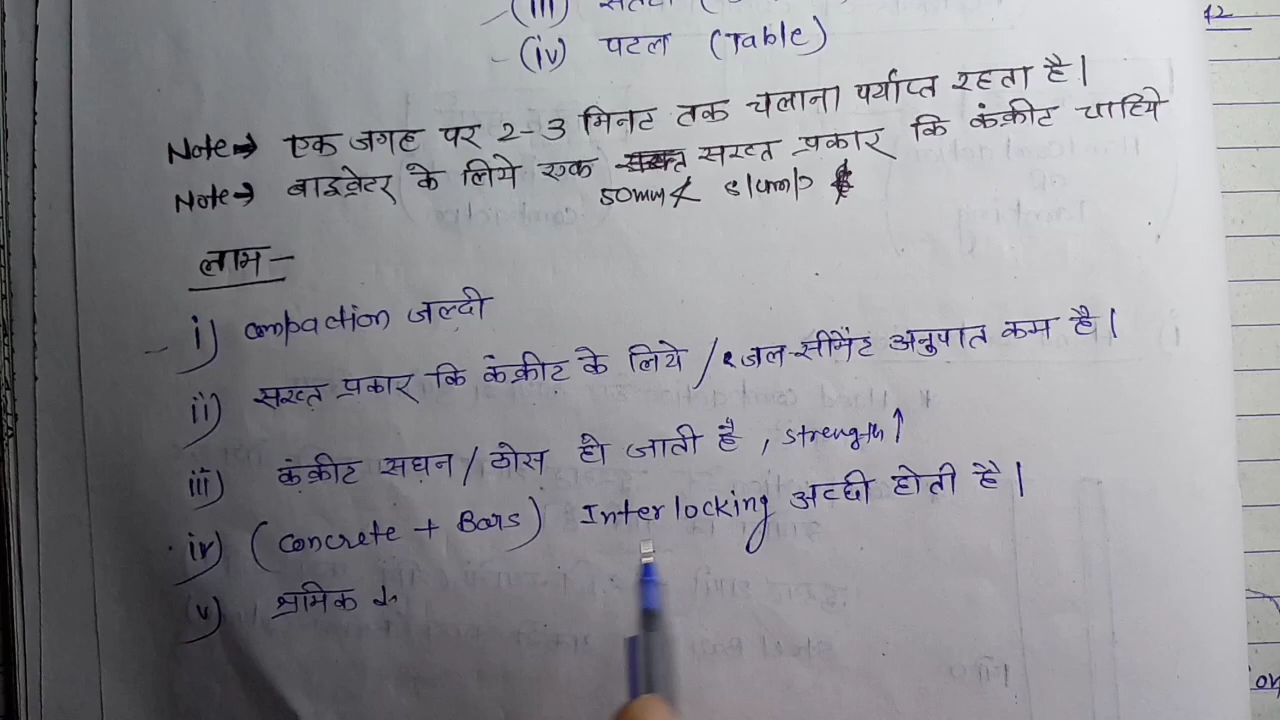 (iii)
(iv) पटल (Table)
Note→ एक जगह पर 2-3 मिनट तक चलाना पर्याप्त रहता है।
Note→ बाइब्रेटर के लिये एक सख्त प्रकार कि कंक्रीट चाहिये
50mm< slump
लाभ-
i) compaction जल्दी
ii) सख्त प्रकार कि कंक्रीट के लिये / जल-सीमेंट अनुपात कम है।
iii) कंक्रीट सघन / ठोस हो जाती है, strength↑
iv) (concrete + Bars) Interlocking अच्छी होती है।
(v) श्रमिक क
12